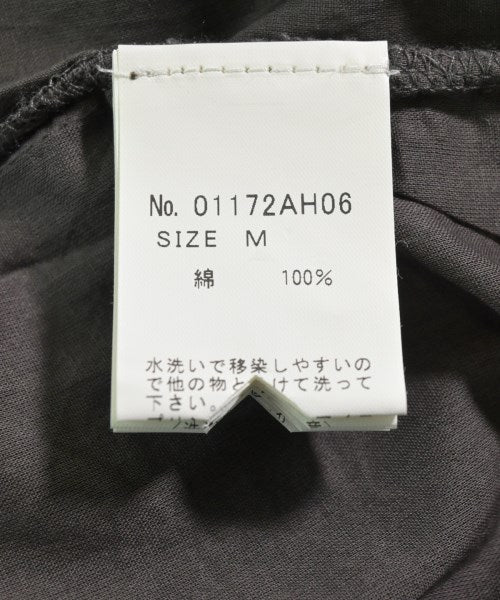 No. 01172AH06
SIZE M
綿 100%
水洗いで移染しやすいの
で他の物と けて洗って
下さい。